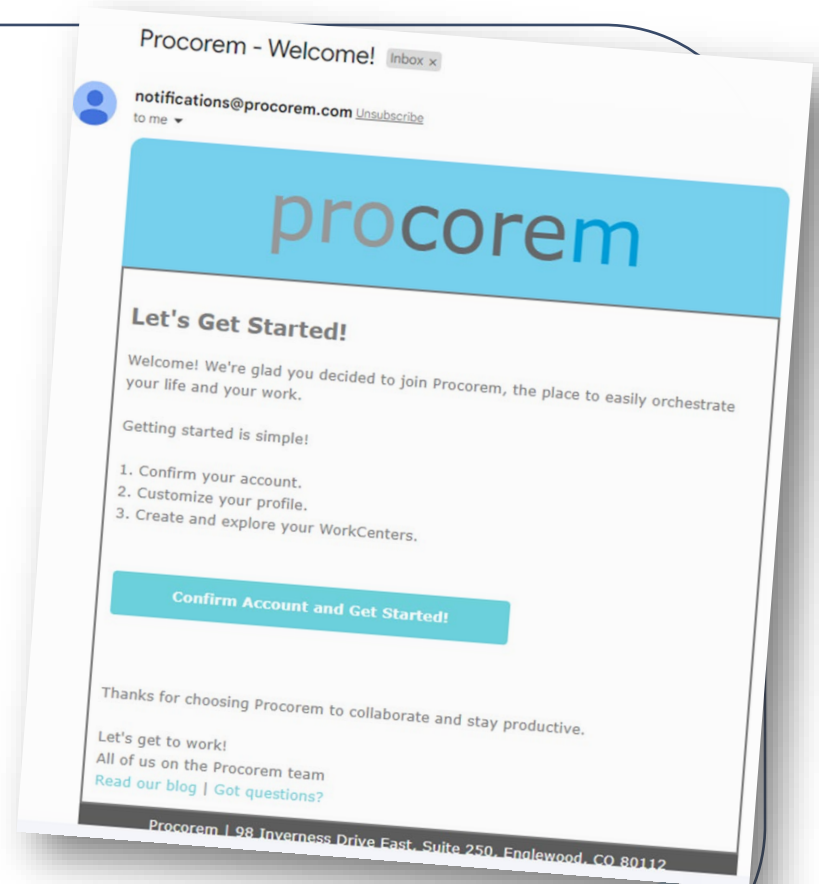 Procorem - Welcome! Inbox ×
notifications@procorem.com Unsubscribe
to me
procorem
Let's Get Started!
Welcome! We're glad you decided to join Procorem, the place to easily orchestrate
your life and your work.
Getting started is simple!
1. Confirm your account.
2. Customize your profile.
3. Create and explore your WorkCenters.
Confirm Account and Get Started!
Thanks for choosing Procorem to collaborate and stay productive.
Let's get to work!
All of us on the Procorem team
Read our blog | Got questions?
Procorem | 98 Inverness Drive East, Suite 250, Englewood, CO 80112